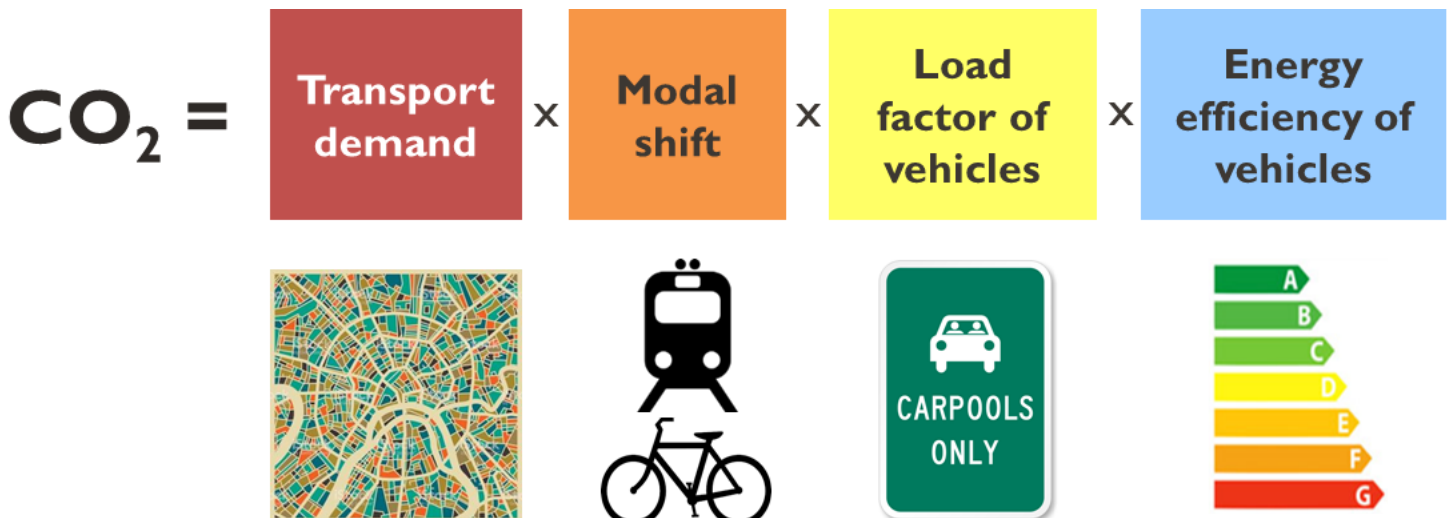 CO₂ =
Transport
demand
x
Modal
shift
x
Load
factor of
vehicles
x
Energy
efficiency of
vehicles
CARPOOLS
ONLY
A
B
C
D
E
F
G